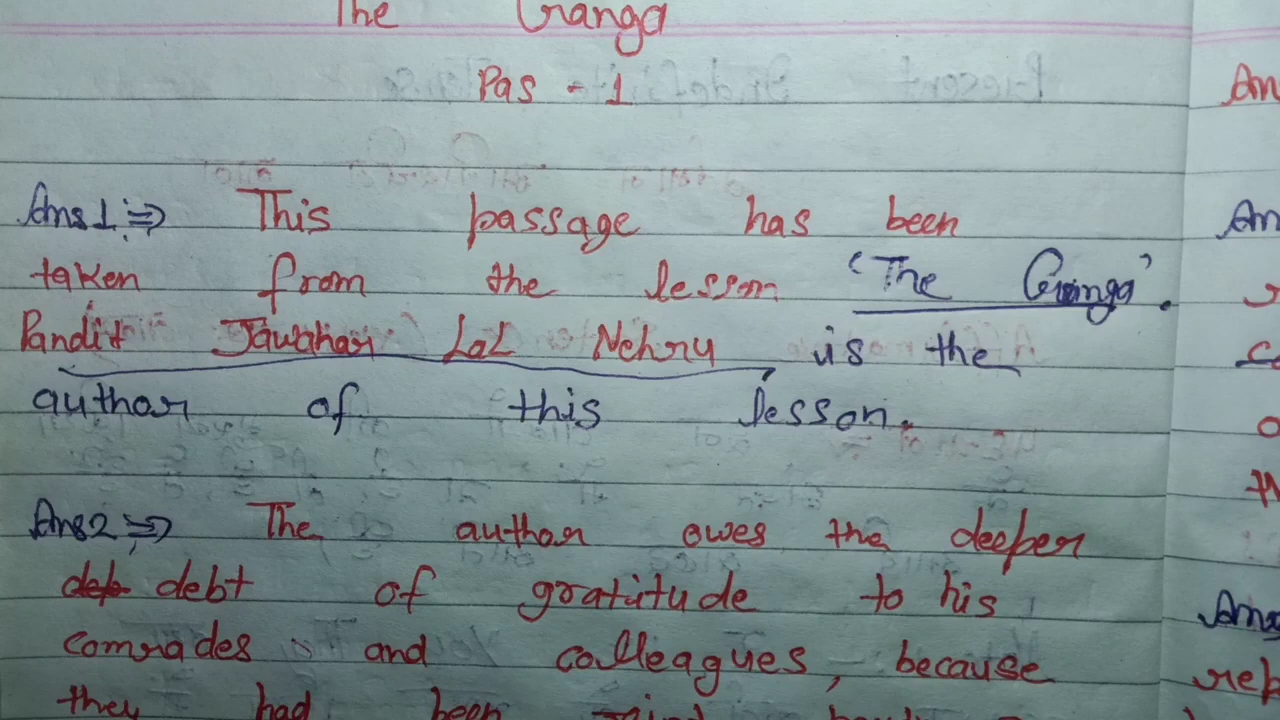 The Ganga
Pas - 1
Ans1 ⇒ This passage has been
taken from the lesson 'The Ganga'.
Pandit Jawahar Lal Nehru is the
author of this lesson.
Ans2 ⇒ The author owes the deeper
debt of gratitude to his
comrades and colleagues, because
they had been